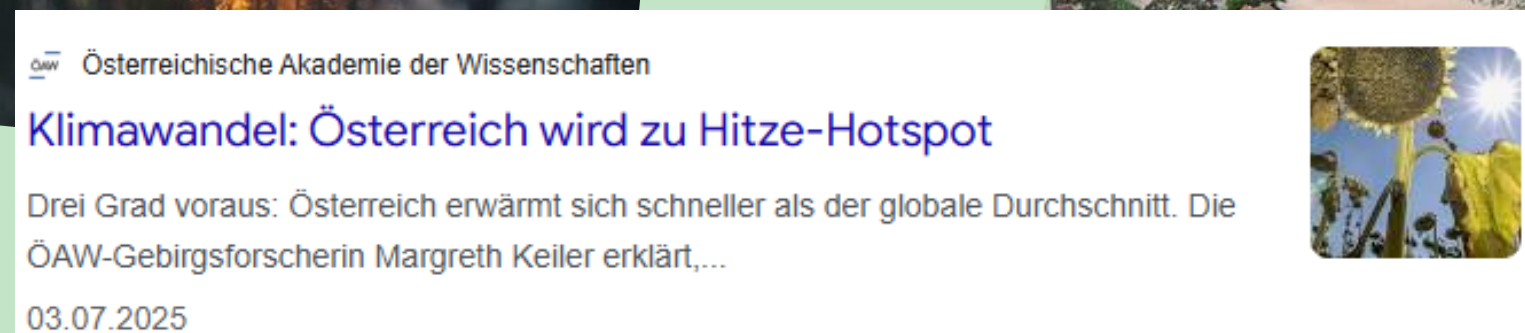 ÖAW Österreichische Akademie der Wissenschaften
Klimawandel: Österreich wird zu Hitze-Hotspot
Drei Grad voraus: Österreich erwärmt sich schneller als der globale Durchschnitt. Die
ÖAW-Gebirgsforscherin Margreth Keiler erklärt,...
03.07.2025